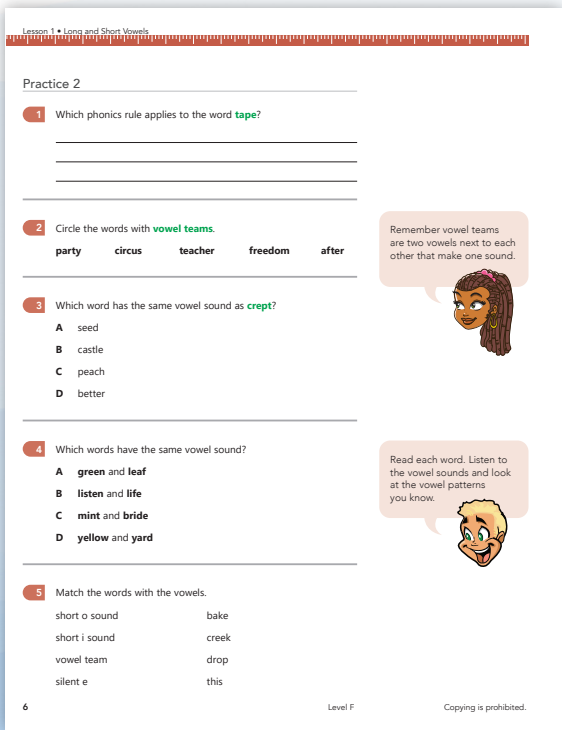 Lesson 1 • Long and Short Vowels
Practice 2
1 Which phonics rule applies to the word tape?
2 Circle the words with vowel teams.
party circus teacher freedom after
Remember vowel teams
are two vowels next to each
other that make one sound.
3 Which word has the same vowel sound as crept?
A seed
B castle
C peach
D better
4 Which words have the same vowel sound?
A green and leaf
B listen and life
C mint and bride
D yellow and yard
Read each word. Listen to
the vowel sounds and look
at the vowel patterns
you know.
5 Match the words with the vowels.
short o sound bake
short i sound creek
vowel team drop
silent e this
6 Level F Copying is prohibited.